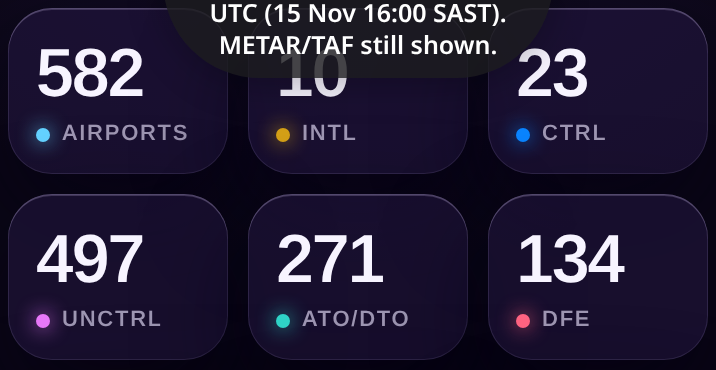 UTC (15 Nov 16:00 SAST).
METAR/TAF still shown.
582
AIRPORTS
10
INTL
23
CTRL
497
UNCTRL
271
ATO/DTO
134
DFE